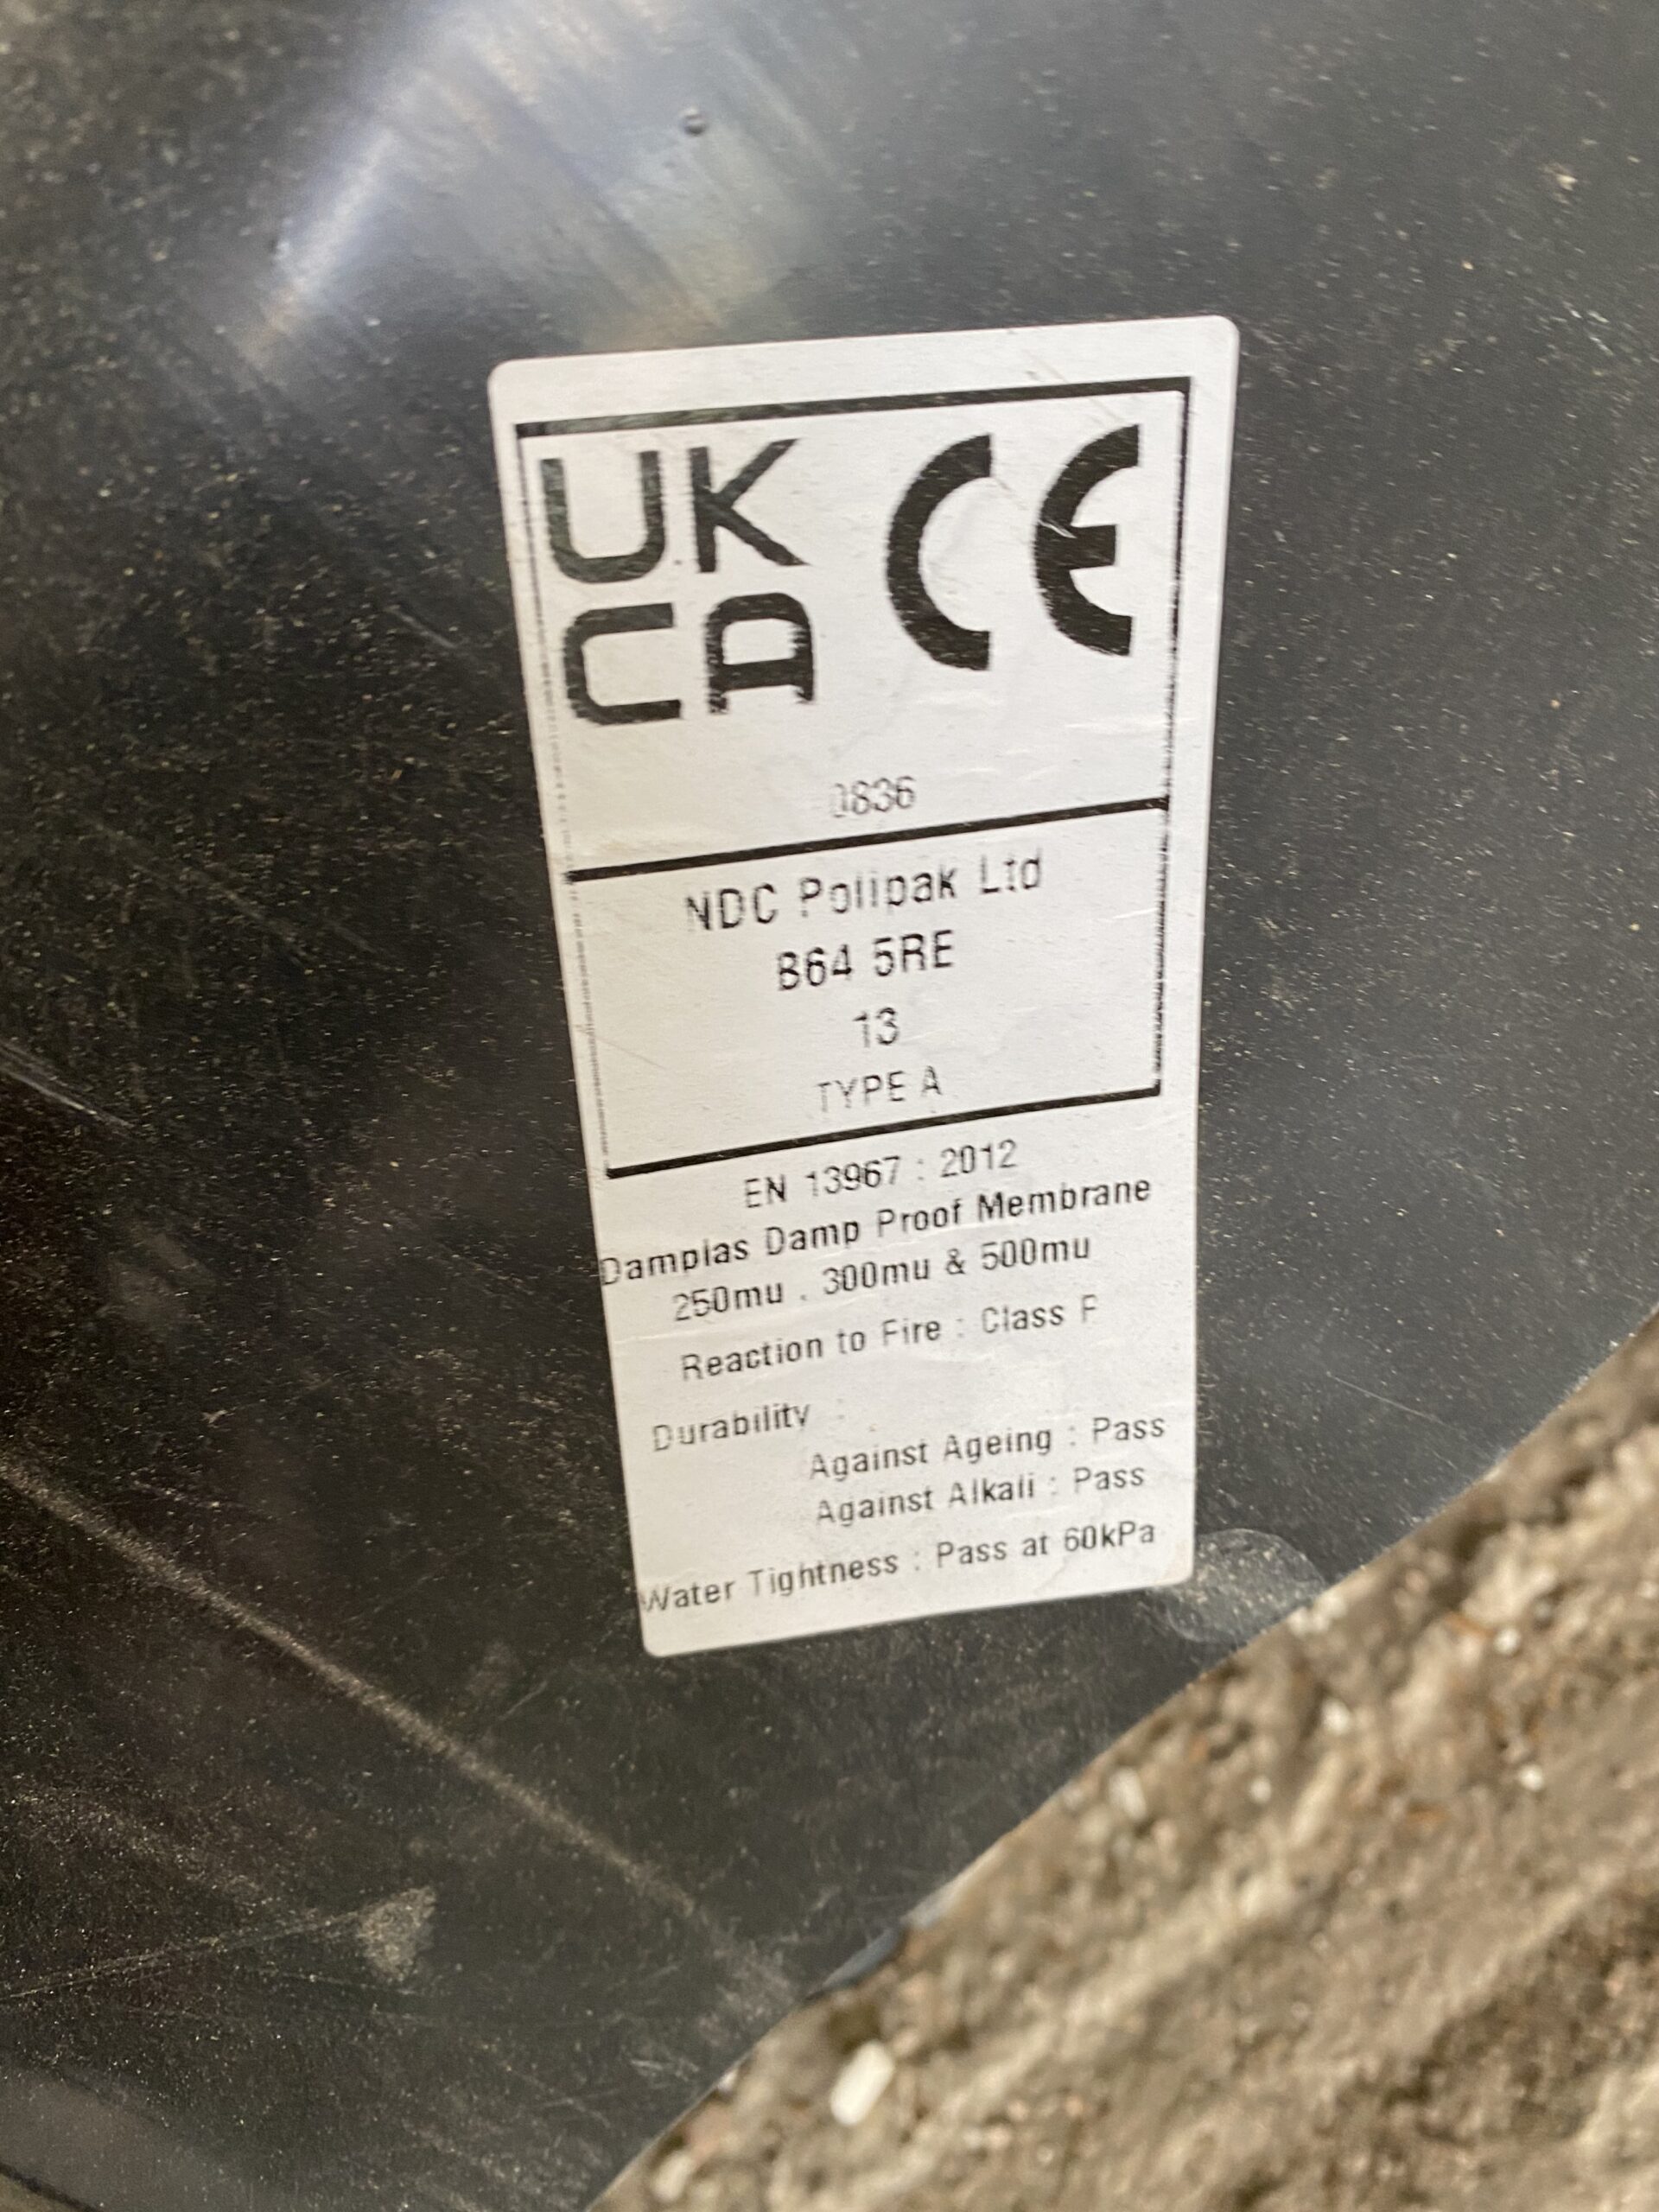 UK CE
CA
0836
NDC Polipak Ltd
B64 5RE
13
TYPE A
EN 13967 : 2012
Damplas Damp Proof Membrane
250mu , 300mu & 500mu
Reaction to Fire : Class F
Durability :
Against Ageing : Pass
Against Alkali : Pass
Water Tightness : Pass at 60kPa